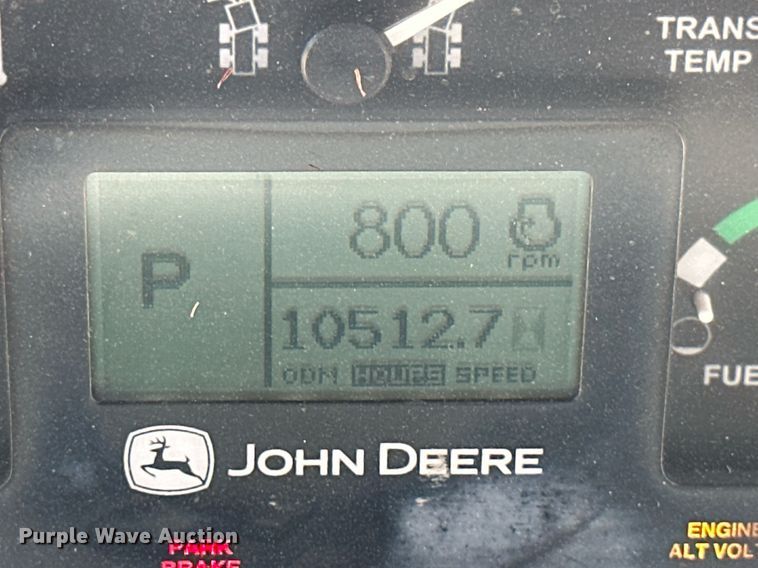 TRANS
TEMP
P
800
rpm
10512.7
ODM HOURS SPEED
FUE
JOHN DEERE
Purple Wave Auction
PARK
BRAKE
ENGINE
ALT VOL